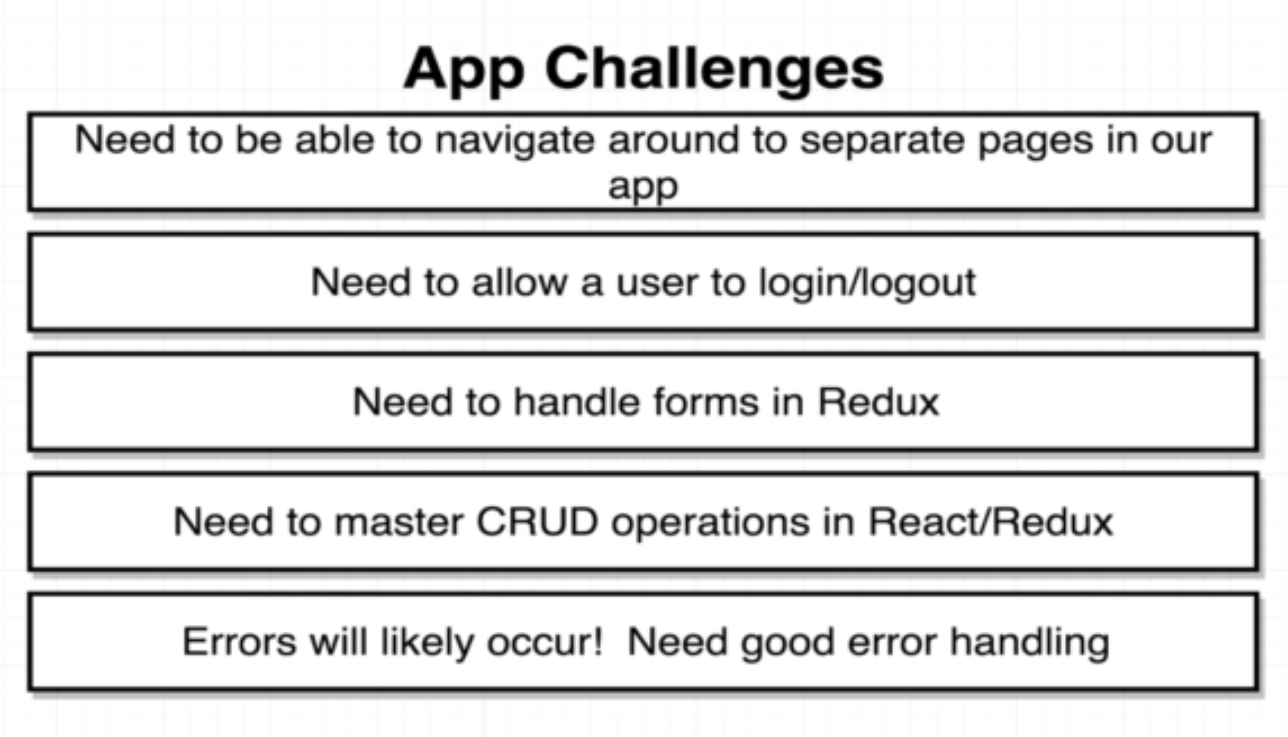 App Challenges
Need to be able to navigate around to separate pages in our
app
Need to allow a user to login/logout
Need to handle forms in Redux
Need to master CRUD operations in React/Redux
Errors will likely occur!  Need good error handling